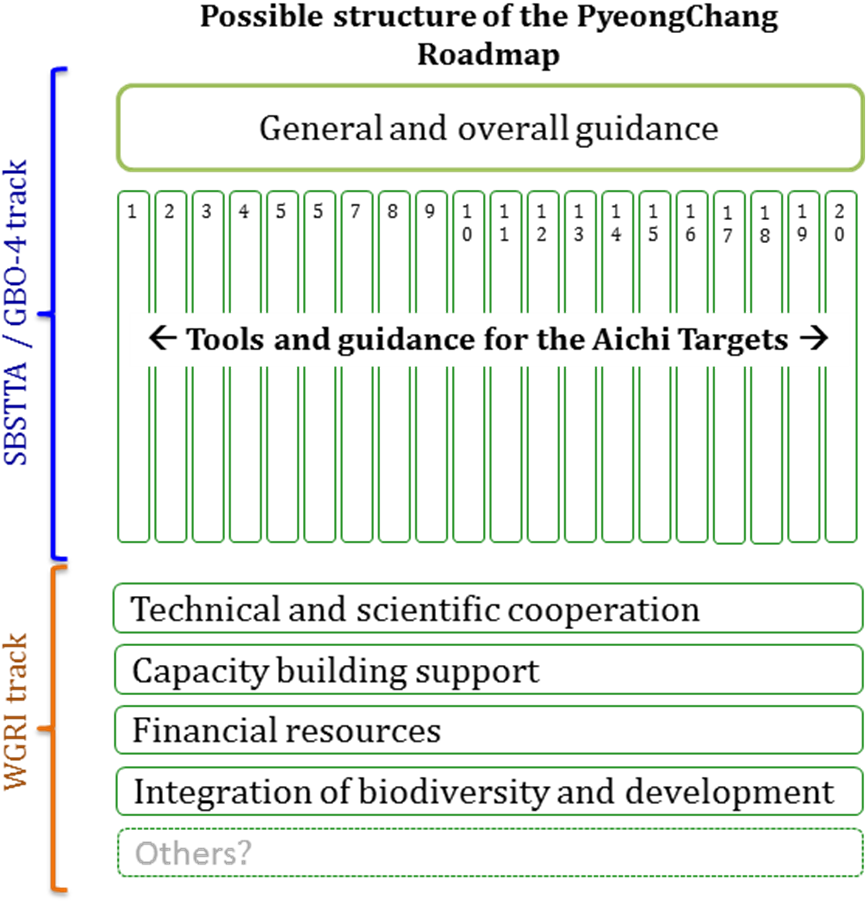 Possible structure of the PyeongChang
Roadmap
General and overall guidance
1 2 3 4 5 5 7 8 9 10 11 12 13 14 15 16 17 18 19 20
← Tools and guidance for the Aichi Targets →
SBSTTA / GBO-4 track
Technical and scientific cooperation
Capacity building support
Financial resources
Integration of biodiversity and development
Others?
WGRI track